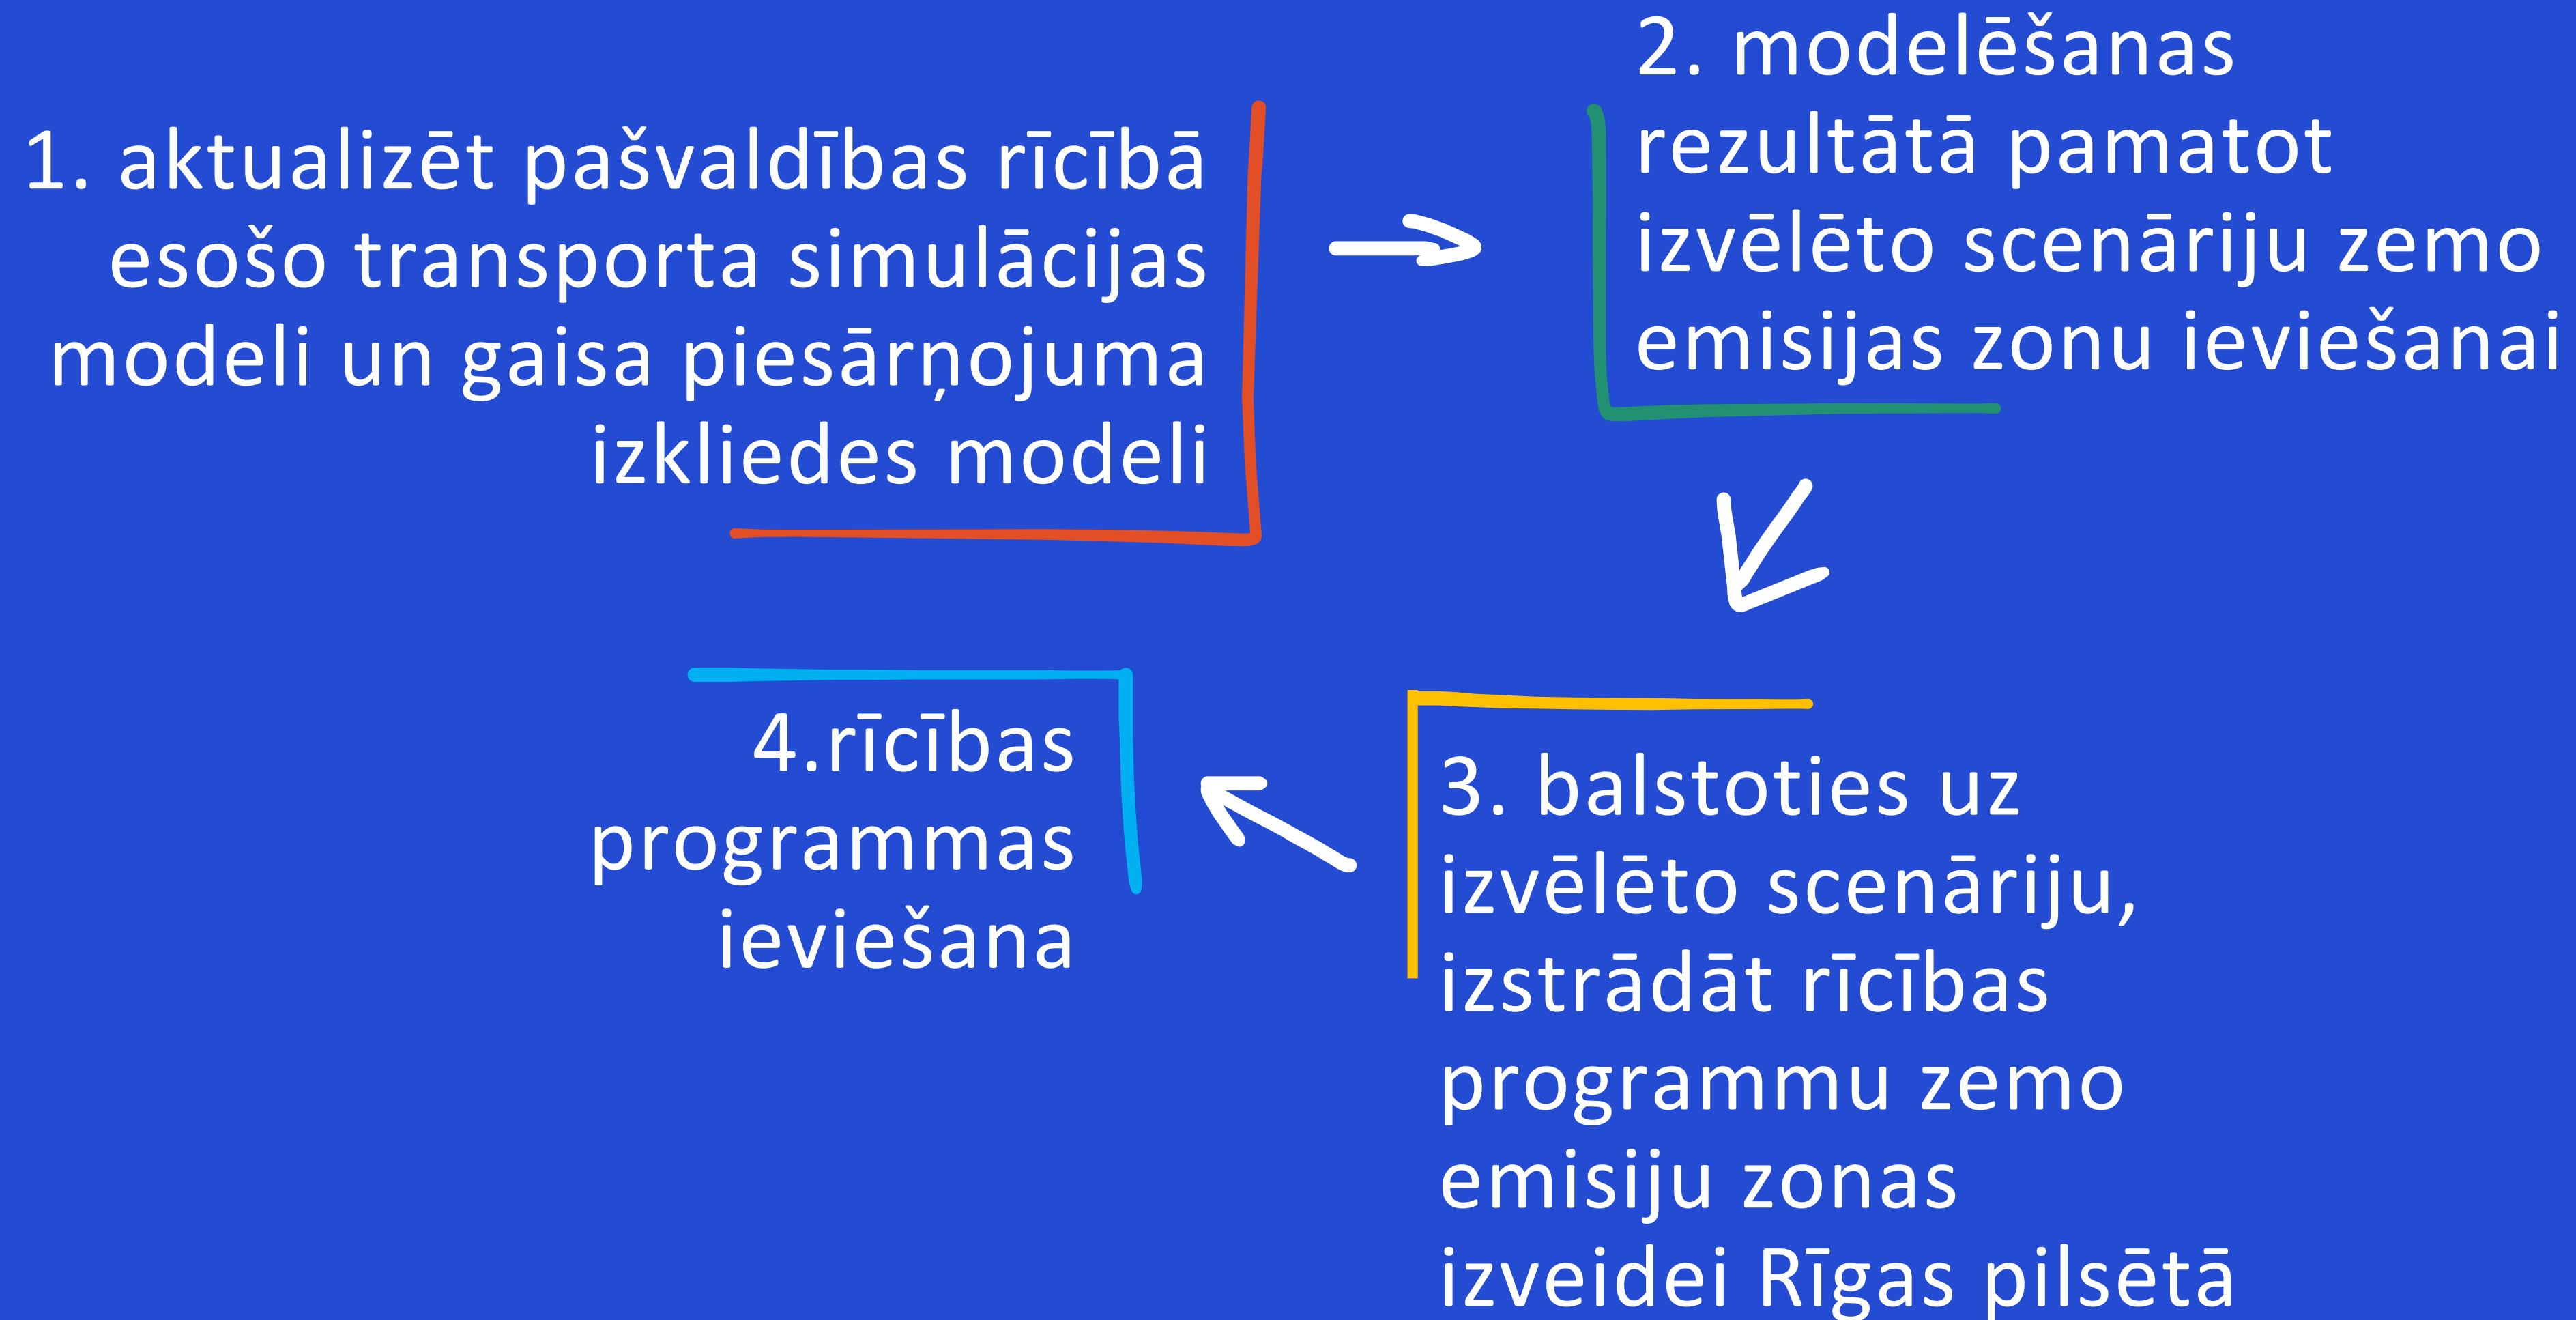 1. aktualizēt pašvaldības rīcībā
esošo transporta simulācijas
modeli un gaisa piesārņojuma
izkliedes modeli
2. modelēšanas
rezultātā pamatot
izvēlēto scenāriju zemo
emisijas zonu ieviešanai
3. balstoties uz
izvēlēto scenāriju,
izstrādāt rīcības
programmu zemo
emisiju zonas
izveidei Rīgas pilsētā
4.rīcības
programmas
ieviešana